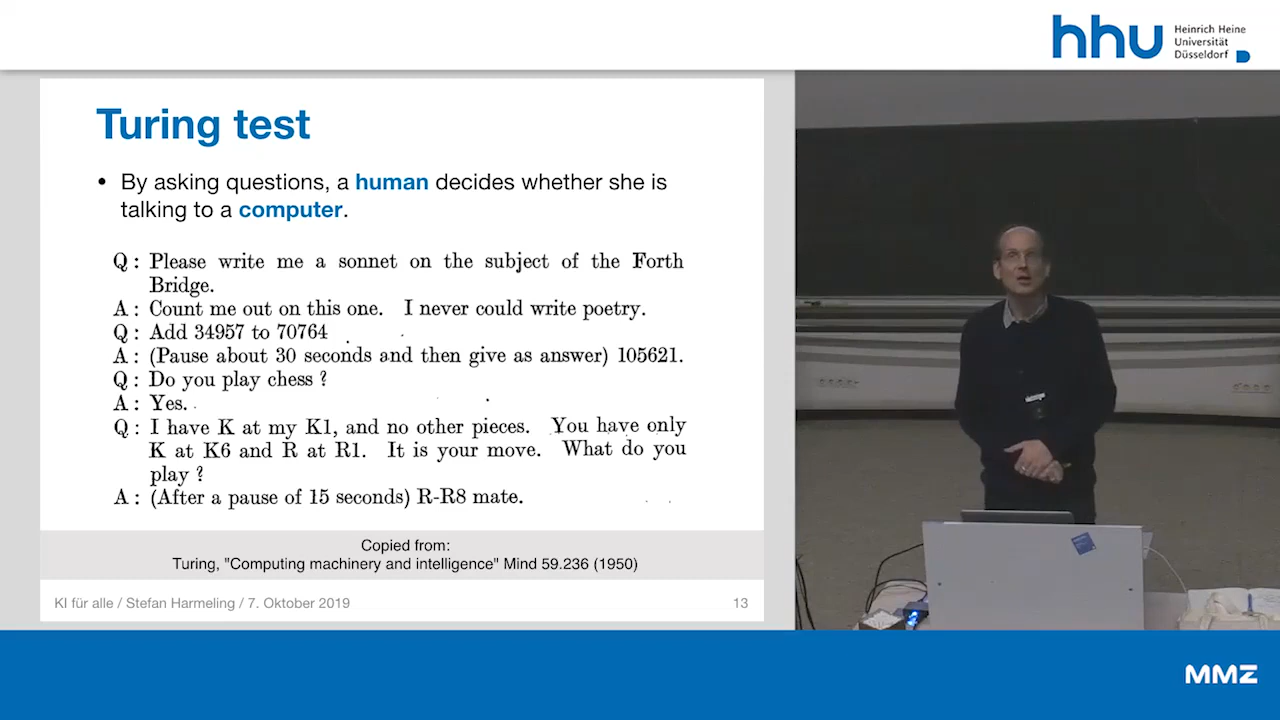 hhu Heinrich Heine
Universität
Düsseldorf
Turing test
• By asking questions, a human decides whether she is
talking to a computer.
Q: Please write me a sonnet on the subject of the Forth
Bridge.
A: Count me out on this one. I never could write poetry.
Q: Add 34957 to 70764
A: (Pause about 30 seconds and then give as answer) 105621.
Q: Do you play chess ?
A: Yes.
Q: I have K at my K1, and no other pieces. You have only
K at K6 and R at R1. It is your move. What do you
play ?
A: (After a pause of 15 seconds) R-R8 mate.
Copied from:
Turing, "Computing machinery and intelligence" Mind 59.236 (1950)
KI für alle / Stefan Harmeling / 7. Oktober 2019 13
MMZ